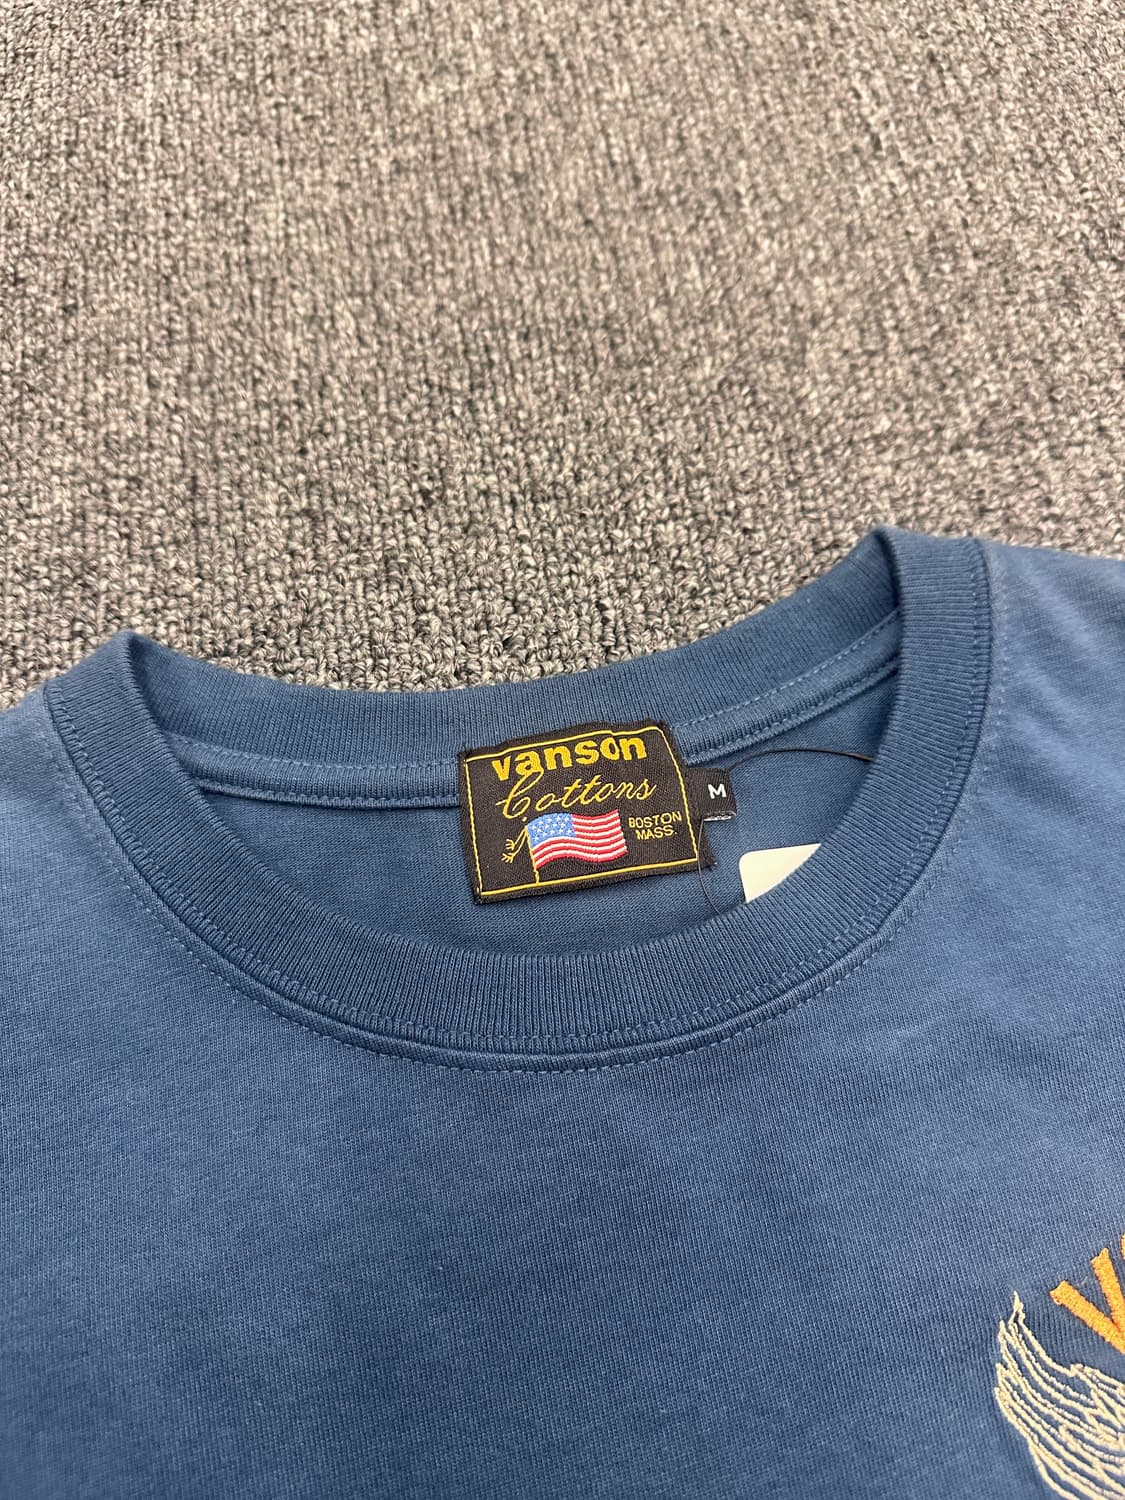 vanson
Cottons
BOSTON
MASS.
M
V